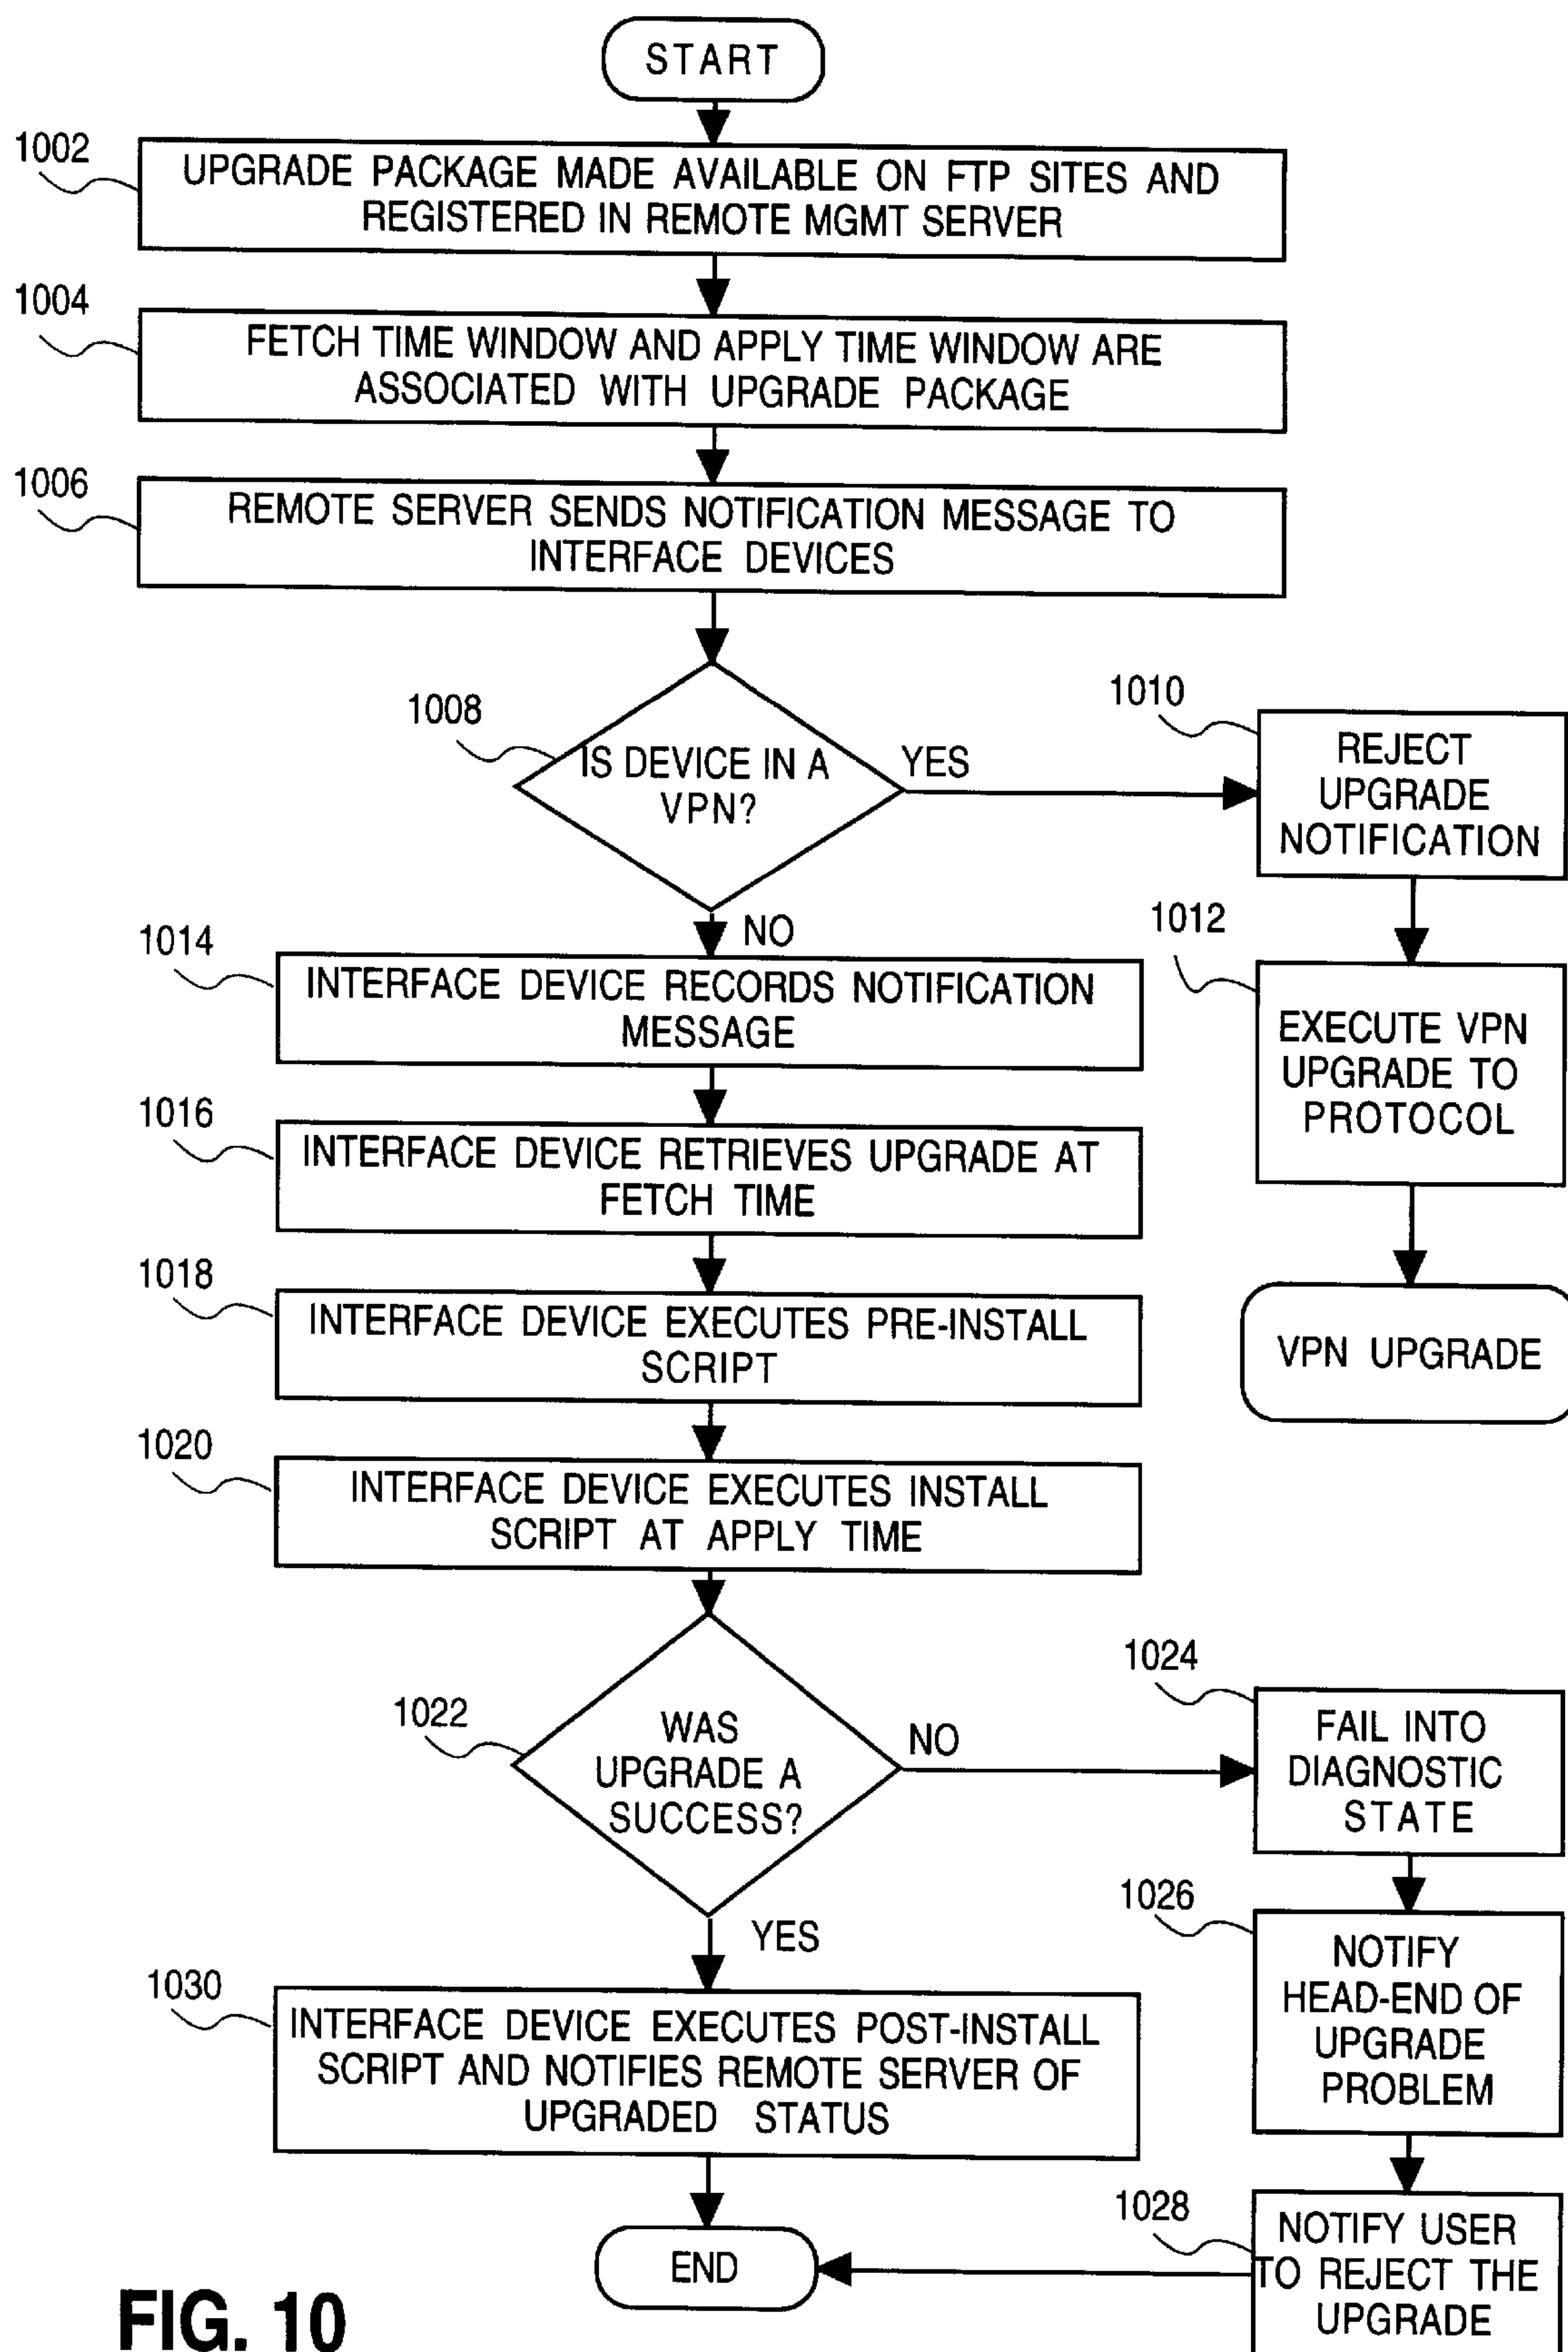 START
1002
UPGRADE PACKAGE MADE AVAILABLE ON FTP SITES AND
REGISTERED IN REMOTE MGMT SERVER
1004
FETCH TIME WINDOW AND APPLY TIME WINDOW ARE
ASSOCIATED WITH UPGRADE PACKAGE
1006
REMOTE SERVER SENDS NOTIFICATION MESSAGE TO
INTERFACE DEVICES
1008
IS DEVICE IN A
VPN?
YES
1010
REJECT
UPGRADE
NOTIFICATION
1012
EXECUTE VPN
UPGRADE TO
PROTOCOL
VPN UPGRADE
NO
1014
INTERFACE DEVICE RECORDS NOTIFICATION
MESSAGE
1016
INTERFACE DEVICE RETRIEVES UPGRADE AT
FETCH TIME
1018
INTERFACE DEVICE EXECUTES PRE-INSTALL
SCRIPT
1020
INTERFACE DEVICE EXECUTES INSTALL
SCRIPT AT APPLY TIME
1022
WAS
UPGRADE A
SUCCESS?
NO
1024
FAIL INTO
DIAGNOSTIC
STATE
1026
NOTIFY
HEAD-END OF
UPGRADE
PROBLEM
1028
NOTIFY USER
TO REJECT THE
UPGRADE
YES
1030
INTERFACE DEVICE EXECUTES POST-INSTALL
SCRIPT AND NOTIFIES REMOTE SERVER OF
UPGRADED STATUS
END
FIG. 10